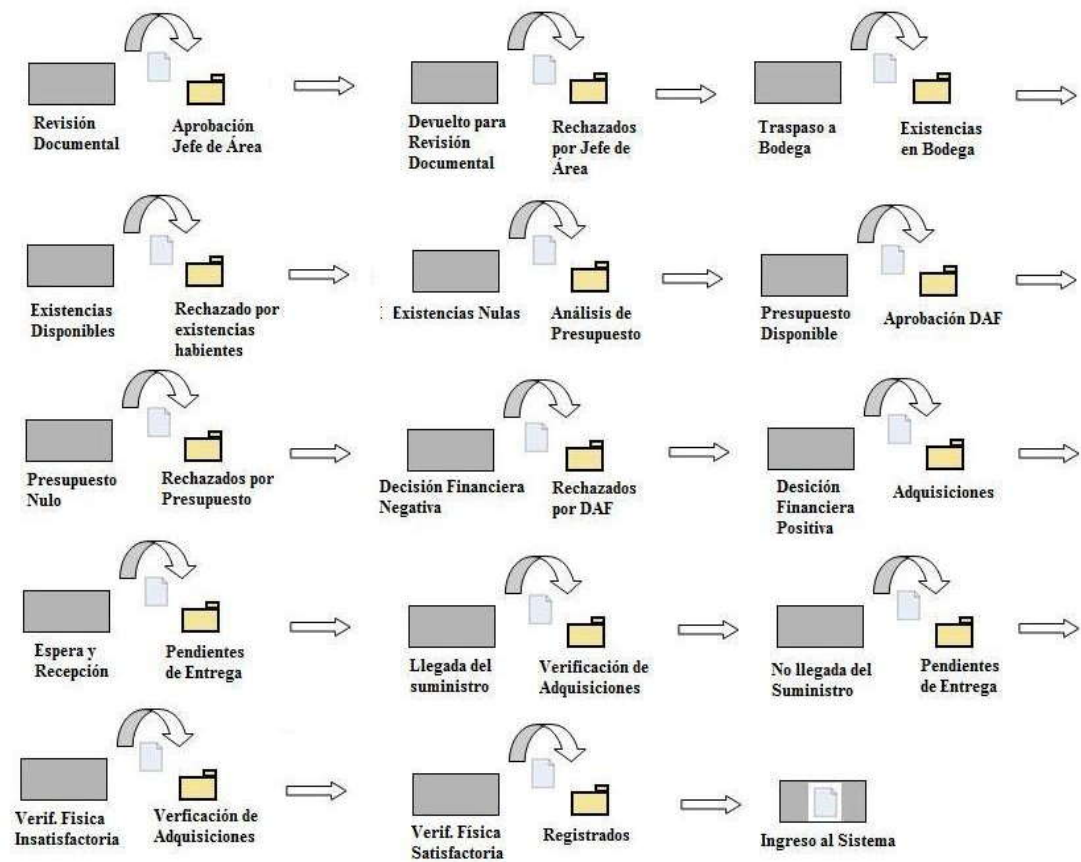 Revisión
Documental
Aprobación
Jefe de Área
Devuelto para
Revisión
Documental
Rechazados
por Jefe de
Área
Traspaso a
Bodega
Existencias
en Bodega
Existencias
Disponibles
Rechazado por
existencias
habientes
Existencias Nulas
Análisis de
Presupuesto
Presupuesto
Disponible
Aprobación DAF
Presupuesto
Nulo
Rechazados por
Presupuesto
Decisión Financiera
Negativa
Rechazados
por DAF
Desición
Financiera
Positiva
Adquisiciones
Espera y
Recepción
Pendientes
de Entrega
Llegada del
suministro
Verificación de
Adquisiciones
No llegada del
Suministro
Pendientes
de Entrega
Verif. Física
Insatisfactoria
Verficación de
Adquisiciones
Verif. Física
Satisfactoria
Registrados
Ingreso al Sistema